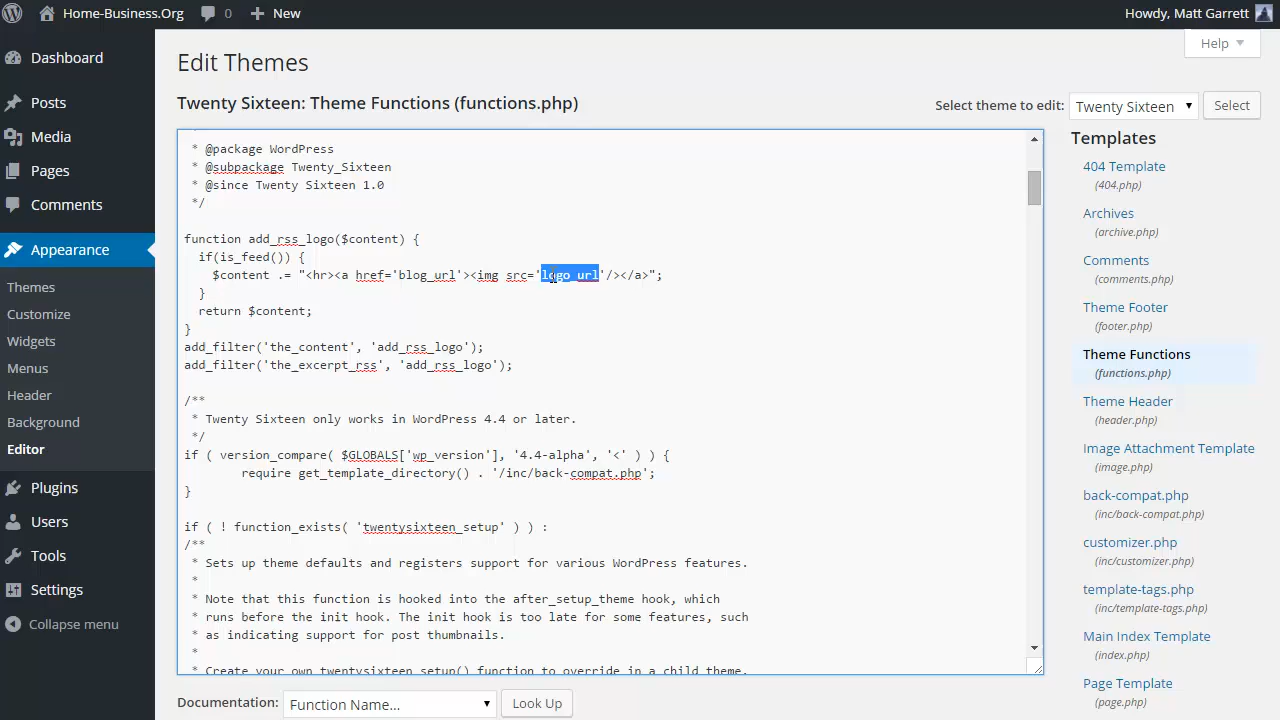 Home-Business.Org
0
New
Howdy, Matt Garrett
Help
Dashboard
Posts
Media
Pages
Comments
Appearance
Themes
Customize
Widgets
Menus
Header
Background
Editor
Plugins
Users
Tools
Settings
Collapse menu
Edit Themes
Twenty Sixteen: Theme Functions (functions.php)
Select theme to edit: Twenty Sixteen Select
* @package WordPress
* @subpackage Twenty_Sixteen
* @since Twenty Sixteen 1.0
*/
function add_rss_logo($content) {
if(is_feed()) {
$content .= "<hr><a href='blog_url'><img src='logo_url'/></a>";
}
return $content;
}
add_filter('the_content', 'add_rss_logo');
add_filter('the_excerpt_rss', 'add_rss_logo');
/**
* Twenty Sixteen only works in WordPress 4.4 or later.
*/
if ( version_compare( $GLOBALS['wp_version'], '4.4-alpha', '<' ) ) {
require get_template_directory() . '/inc/back-compat.php';
}
if ( ! function_exists( 'twentysixteen_setup' ) ) :
/**
* Sets up theme defaults and registers support for various WordPress features.
*
* Note that this function is hooked into the after_setup_theme hook, which
* runs before the init hook. The init hook is too late for some features, such
* as indicating support for post thumbnails.
*
* Create your own twentysixteen_setup() function to override in a child theme.
Documentation: Function Name... Look Up
Templates
404 Template
(404.php)
Archives
(archive.php)
Comments
(comments.php)
Theme Footer
(footer.php)
Theme Functions
(functions.php)
Theme Header
(header.php)
Image Attachment Template
(image.php)
back-compat.php
(inc/back-compat.php)
customizer.php
(inc/customizer.php)
template-tags.php
(inc/template-tags.php)
Main Index Template
(index.php)
Page Template
(page.php)